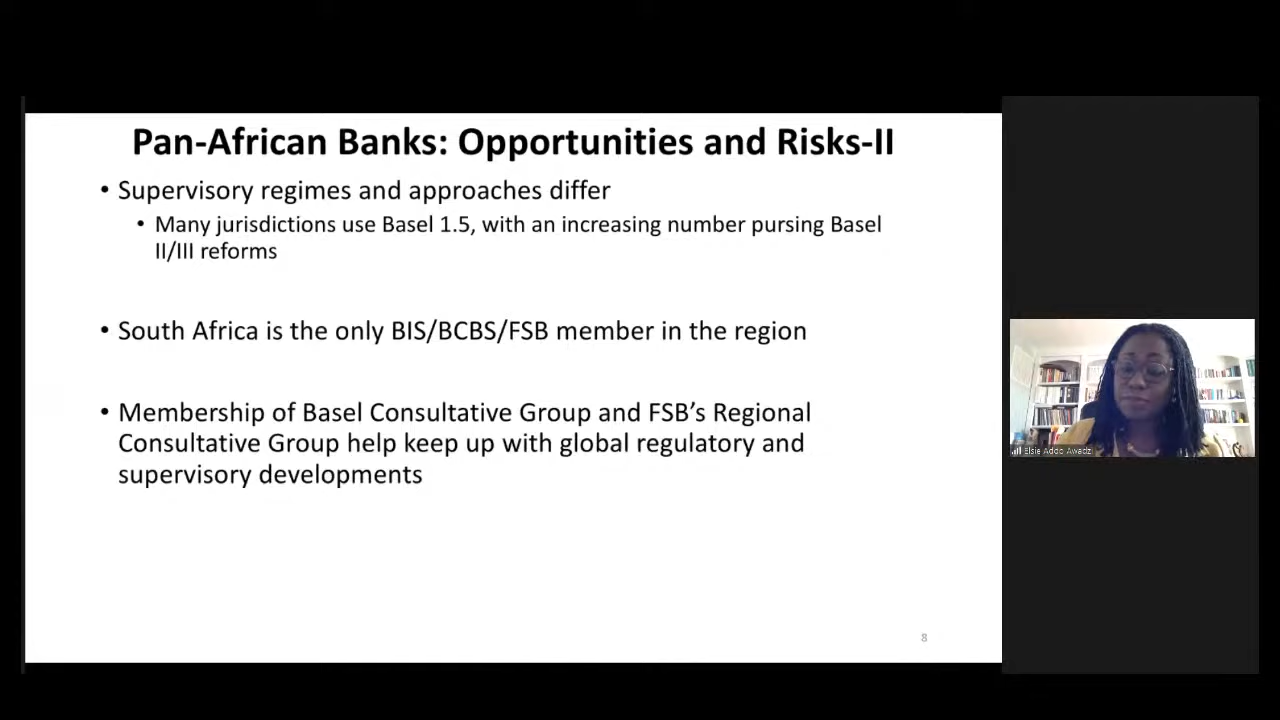 Pan-African Banks: Opportunities and Risks-II
• Supervisory regimes and approaches differ
• Many jurisdictions use Basel 1.5, with an increasing number pursing Basel
II/III reforms
• South Africa is the only BIS/BCBS/FSB member in the region
• Membership of Basel Consultative Group and FSB’s Regional
Consultative Group help keep up with global regulatory and
supervisory developments
8
Elsie Addo Awadzi